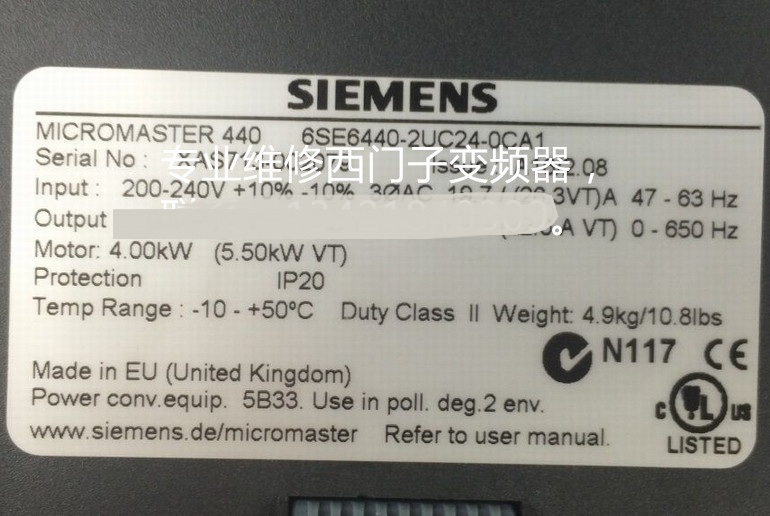 SIEMENS
MICROMASTER 440 6SE6440-2UC24-0CA1
Serial No :
专业维修西门子变频器，
Input : 200-240V +10% -10% 3ØAC 47 - 63 Hz
Output VT) 0 - 650 Hz
Motor: 4.00kW (5.50kW VT)
Protection IP20
Temp Range : -10 - +50ºC Duty Class II Weight: 4.9kg/10.8lbs
N117 CE
Made in EU (United Kingdom)
Power conv.equip. 5B33. Use in poll. deg.2 env.
www.siemens.de/micromaster Refer to user manual.
C UL US
LISTED